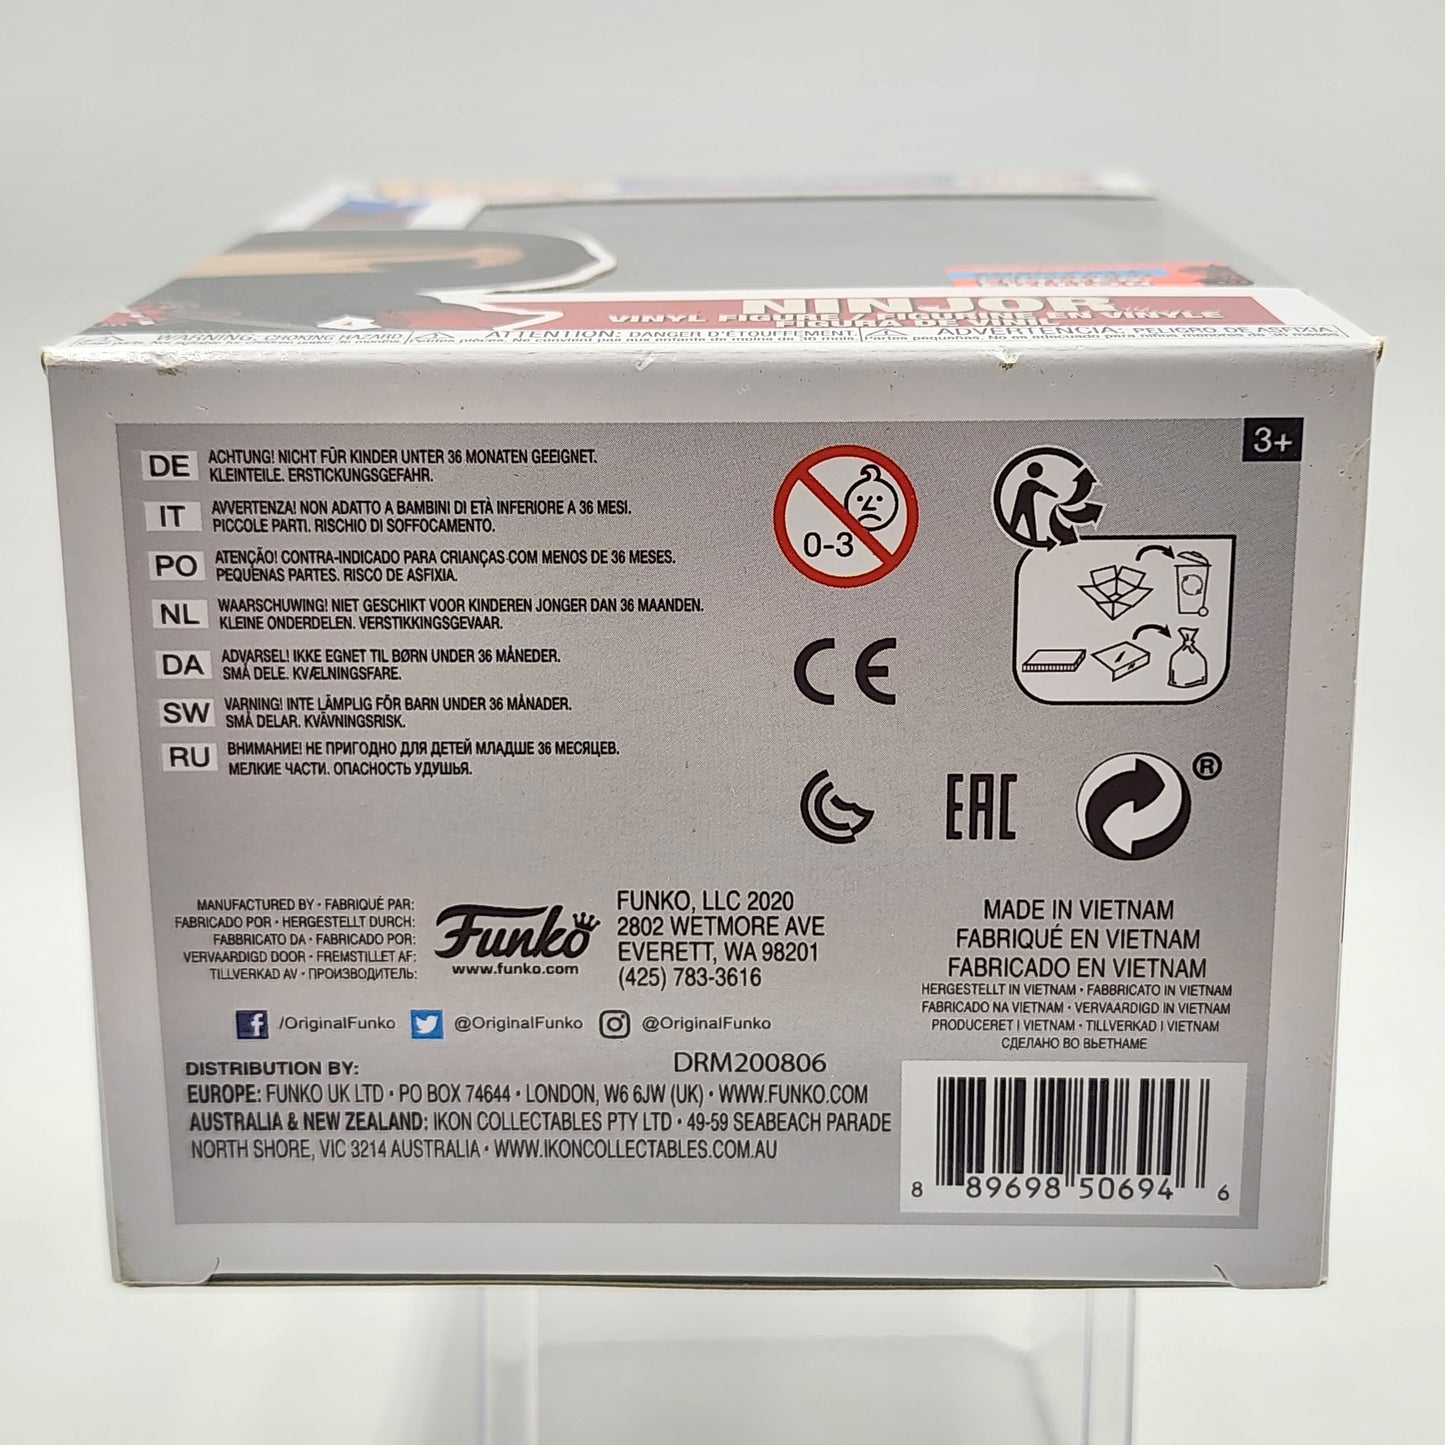 NINJOR
VINYL FIGURE / FIGURINE EN VINYLE
FIGURA DE VINIL
WARNING: CHOKING HAZARD
ATTENTION: DANGER D'ÉTOUFFEMENT
ADVERTENCIA: PELIGRO DE ASFIXIA
3+
DE ACHTUNG! NICHT FÜR KINDER UNTER 36 MONATEN GEEIGNET.
KLEINTEILE. ERSTICKUNGSGEFAHR.
IT AVVERTENZA! NON ADATTO A BAMBINI DI ETÀ INFERIORE A 36 MESI.
PICCOLE PARTI. RISCHIO DI SOFFOCAMENTO.
PO ATENÇÃO! CONTRA-INDICADO PARA CRIANÇAS COM MENOS DE 36 MESES.
PEQUENAS PARTES. RISCO DE ASFIXIA.
NL WAARSCHUWING! NIET GESCHIKT VOOR KINDEREN JONGER DAN 36 MAANDEN.
KLEINE ONDERDELEN. VERSTIKKINGSGEVAAR.
DA ADVARSEL! IKKE EGNET TIL BØRN UNDER 36 MÅNEDER.
SMÅ DELE. KVÆLNINGSFARE.
SW VARNING! INTE LÄMPLIG FÖR BARN UNDER 36 MÅNADER.
SMÅ DELAR. KVÄVNINGSRISK.
RU ВНИМАНИЕ! НЕ ПРИГОДНО ДЛЯ ДЕТЕЙ МЛАДШЕ 36 МЕСЯЦЕВ.
МЕЛКИЕ ЧАСТИ. ОПАСНОСТЬ УДУШЬЯ.
0-3
CE
EAC
®
MANUFACTURED BY • FABRIQUÉ PAR:
FABRICADO POR • HERGESTELLT DURCH:
FABBRICATO DA • FABRICADO POR:
VERVAARDIGD DOOR • FREMSTILLET AF:
TILLVERKAD AV • ПРОИЗВОДИТЕЛЬ:
Funko
www.funko.com
FUNKO, LLC 2020
2802 WETMORE AVE
EVERETT, WA 98201
(425) 783-3616
MADE IN VIETNAM
FABRIQUÉ EN VIETNAM
FABRICADO EN VIETNAM
HERGESTELLT IN VIETNAM • FABBRICATO IN VIETNAM
FABRICADO NA VIETNAM • VERVAARDIGD IN VIETNAM
PRODUCERET I VIETNAM • TILLVERKAD I VIETNAM
СДЕЛАНО ВО ВЬЕТНАМЕ
f /OriginalFunko @OriginalFunko @OriginalFunko
DRM200806
DISTRIBUTION BY:
EUROPE: FUNKO UK LTD • PO BOX 74644 • LONDON, W6 6JW (UK) • WWW.FUNKO.COM
AUSTRALIA & NEW ZEALAND: IKON COLLECTABLES PTY LTD • 49-59 SEABEACH PARADE
NORTH SHORE, VIC 3214 AUSTRALIA • WWW.IKONCOLLECTABLES.COM.AU
8 89698 50694 6